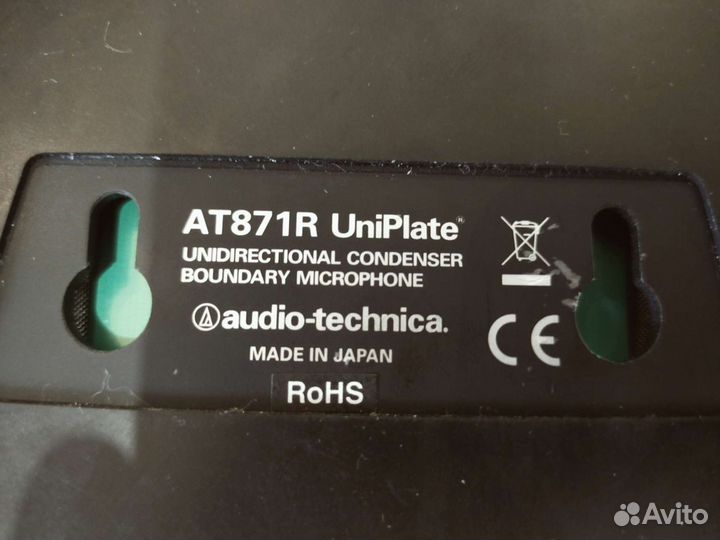 AT871R UniPlate®
UNIDIRECTIONAL CONDENSER
BOUNDARY MICROPHONE
audio-technica.
MADE IN JAPAN
RoHS
CE
Avito